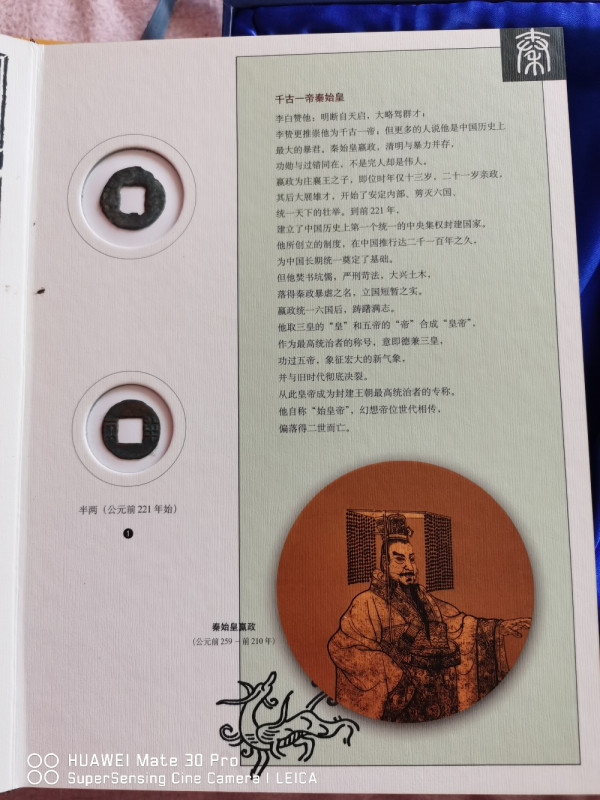 秦
千古一帝秦始皇
李白赞他：明断自天启，大略驾群才；
李贽更推崇他为千古一帝；但更多的人说他是中国历史上
最大的暴君。秦始皇嬴政，清明与暴力并存，
功勋与过错同在，不是完人却是伟人。
嬴政为庄襄王之子，即位时年仅十三岁，二十一岁亲政，
其后大展雄才，开始了安定内部、剪灭六国、
统一天下的壮举。到前221年，
建立了中国历史上第一个统一的中央集权封建国家。
他所创立的制度，在中国推行达二千一百年之久，
为中国长期统一奠定了基础。
但他焚书坑儒，严刑苛法，大兴土木，
落得秦政暴虐之名，立国短暂之实。
嬴政统一六国后，踌躇满志。
他取三皇的“皇”和五帝的“帝”合成“皇帝”，
作为最高统治者的称号，意即德兼三皇，
功过五帝，象征宏大的新气象，
并与旧时代彻底决裂。
从此皇帝成为封建王朝最高统治者的专称。
他自称“始皇帝”，幻想帝位世代相传，
偏落得二世而亡。
半两（公元前221年始）
1
秦始皇嬴政
（公元前259－前210年）
HUAWEI Mate 30 Pro
SuperSensing Cine Camera | LEICA